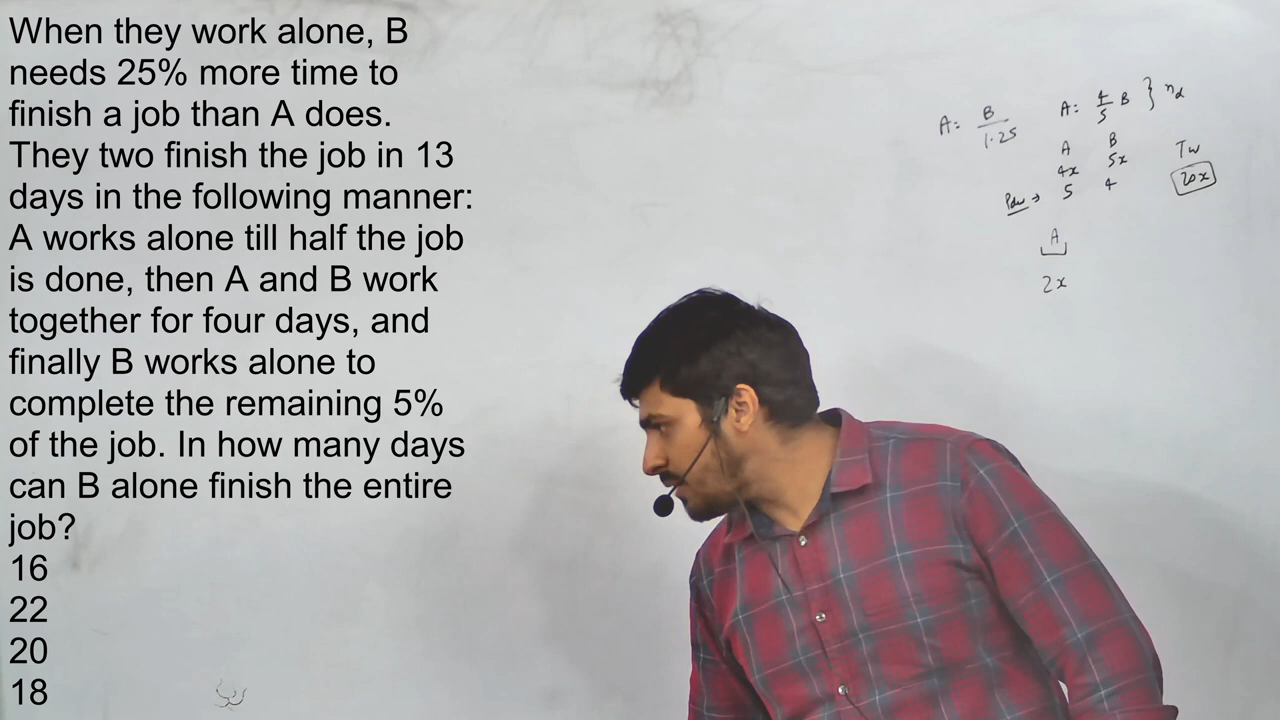 When they work alone, B
needs 25% more time to
finish a job than A does.
They two finish the job in 13
days in the following manner:
A works alone till half the job
is done, then A and B work
together for four days, and
finally B works alone to
complete the remaining 5%
of the job. In how many days
can B alone finish the entire
job?
16
22
20
18
A= B/1.25
A: 4/5 B
A B Tw
4x 5x 20x
→ 5 4
A
2x